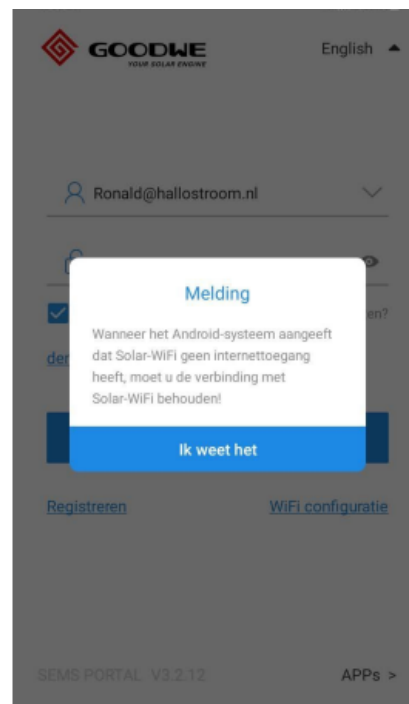 GOODWE
YOUR SOLAR ENGINE
English
Ronald@hallostroom.nl
Melding
en?
Wanneer het Android-systeem aangeeft
dat Solar-WiFi geen internettoegang
heeft, moet u de verbinding met
Solar-WiFi behouden!
der
Ik weet het
Registreren
WiFi configuratie
SEMS PORTAL V3.2.12
APPs >